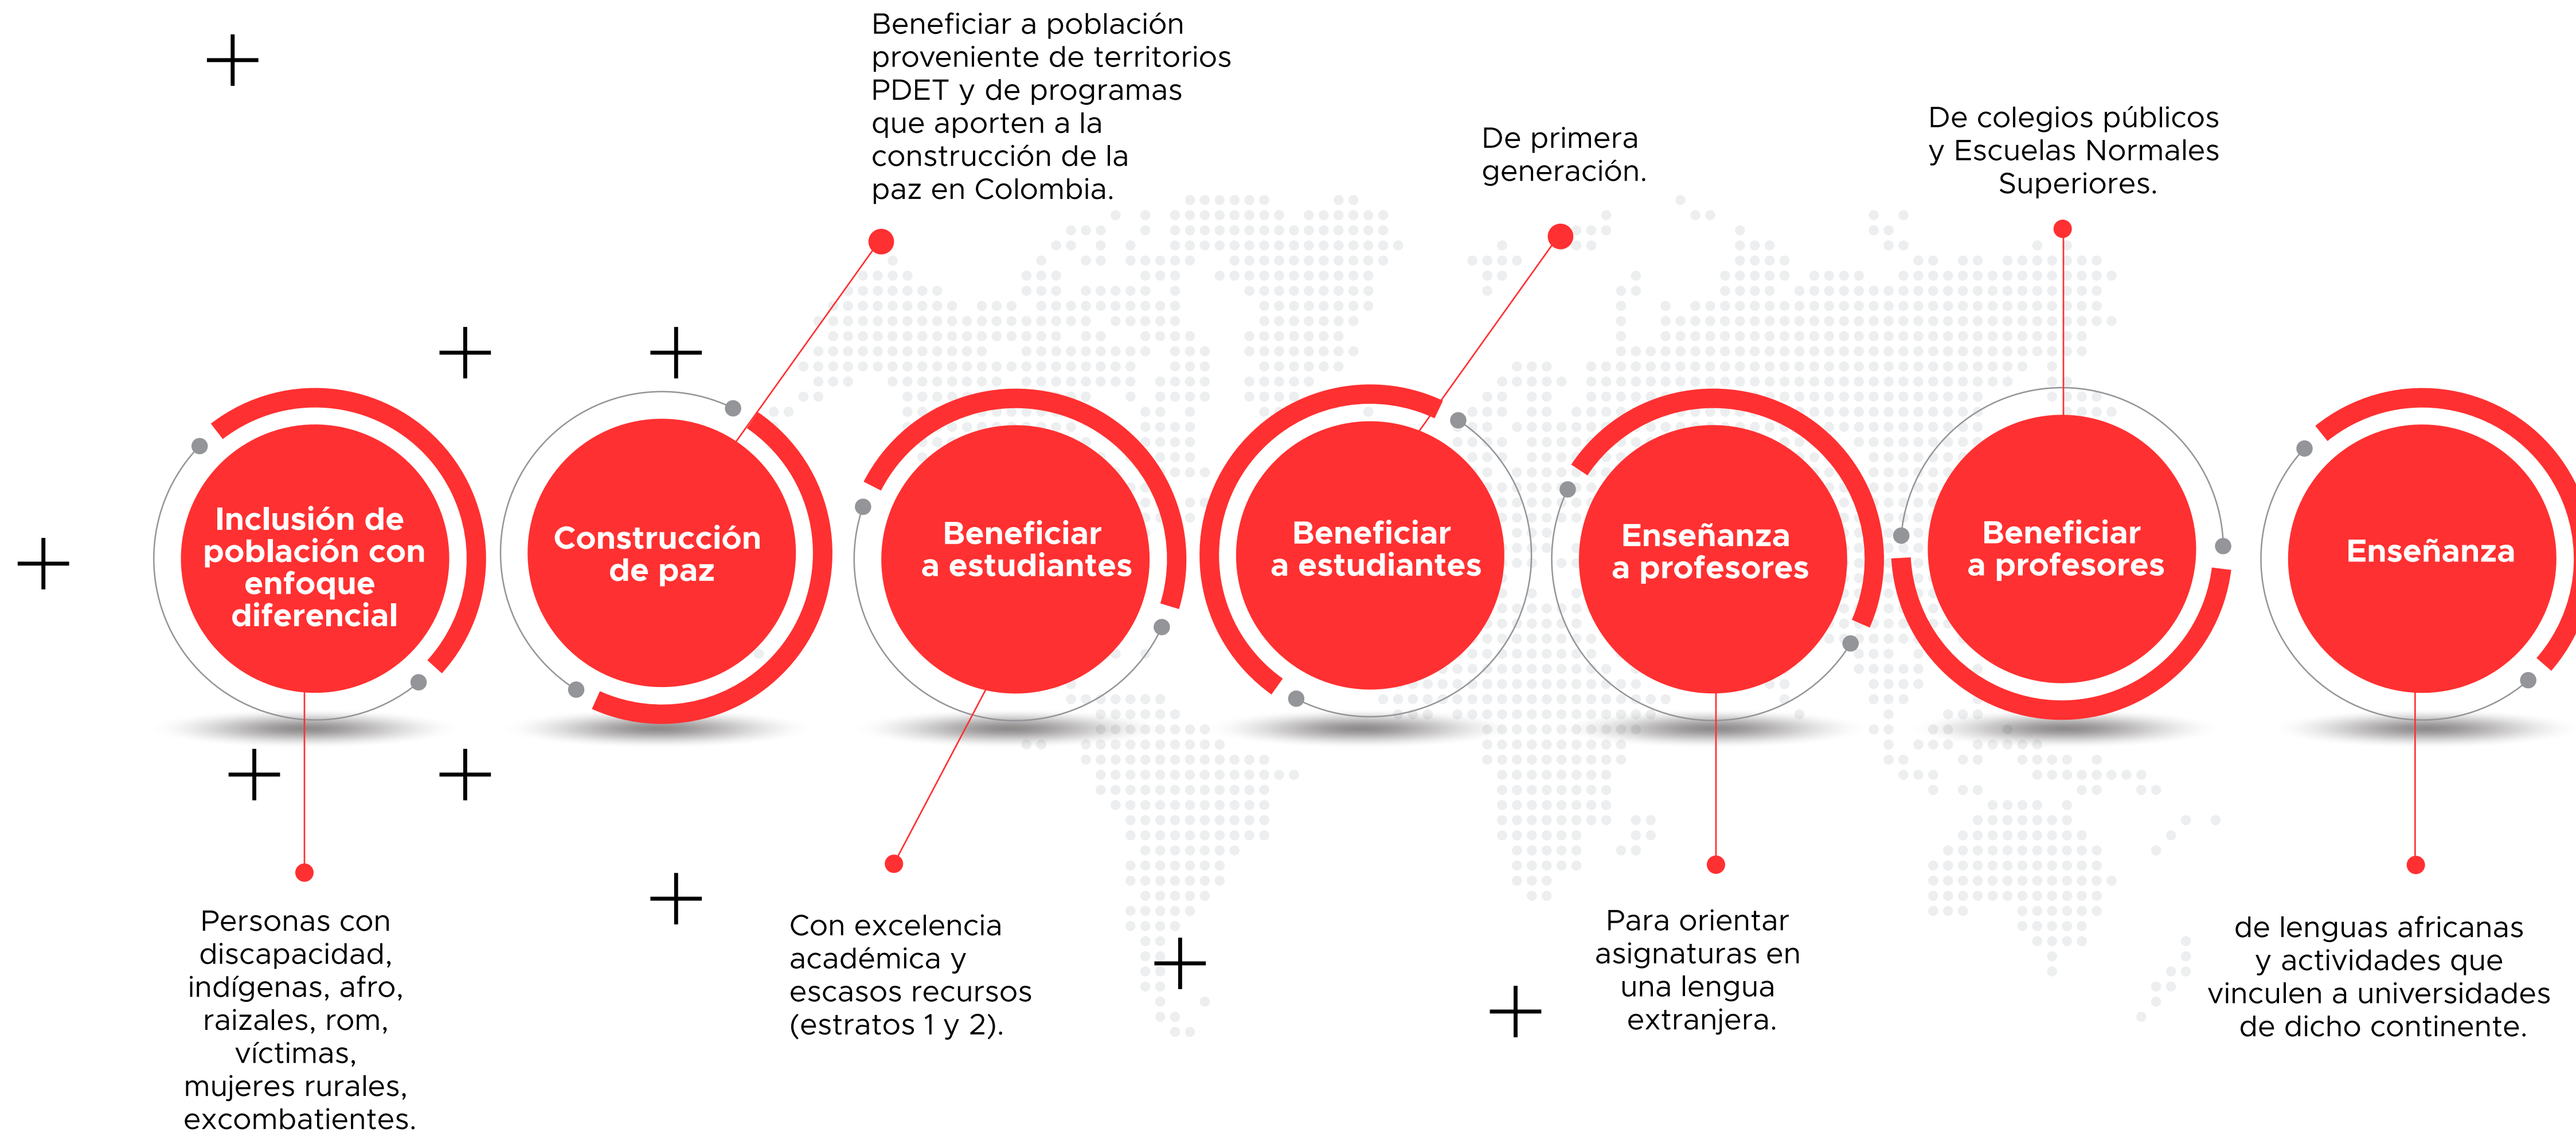 Inclusión de
población con
enfoque
diferencial
Personas con
discapacidad,
indígenas, afro,
raizales, rom,
víctimas,
mujeres rurales,
excombatientes.
Construcción
de paz
Beneficiar a población
proveniente de territorios
PDET y de programas
que aporten a la
construcción de la
paz en Colombia.
Beneficiar
a estudiantes
Con excelencia
académica y
escasos recursos
(estratos 1 y 2).
Beneficiar
a estudiantes
De primera
generación.
Enseñanza
a profesores
Para orientar
asignaturas en
una lengua
extranjera.
Beneficiar
a profesores
De colegios públicos
y Escuelas Normales
Superiores.
Enseñanza
de lenguas africanas
y actividades que
vinculen a universidades
de dicho continente.